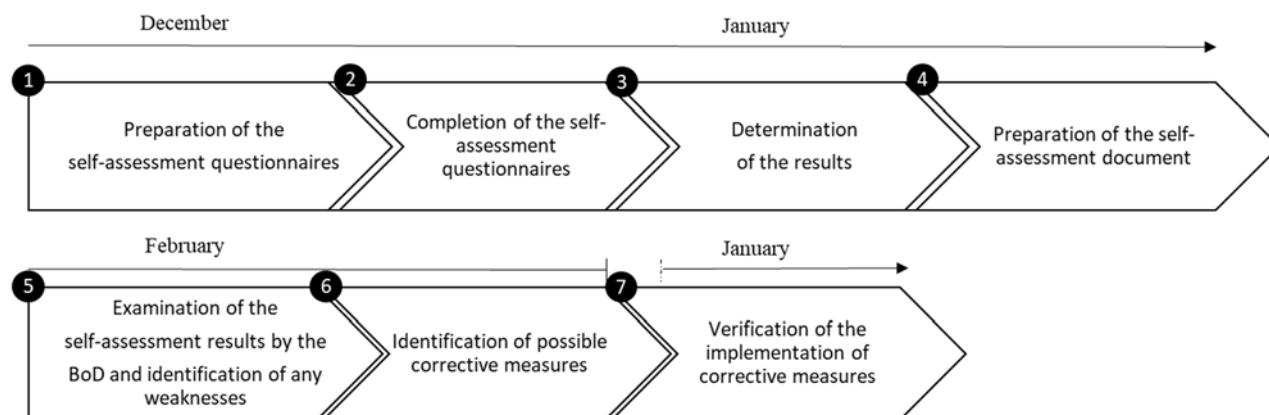 December
January
1
2
3
4
Preparation of the
self-assessment questionnaires
Completion of the self-
assessment
questionnaires
Determination
of the results
Preparation of the self-
assessment document
February
January
5
6
7
Examination of the
self-assessment results by the
BoD and identification of any
weaknesses
Identification of possible
corrective measures
Verification of the
implementation of
corrective measures